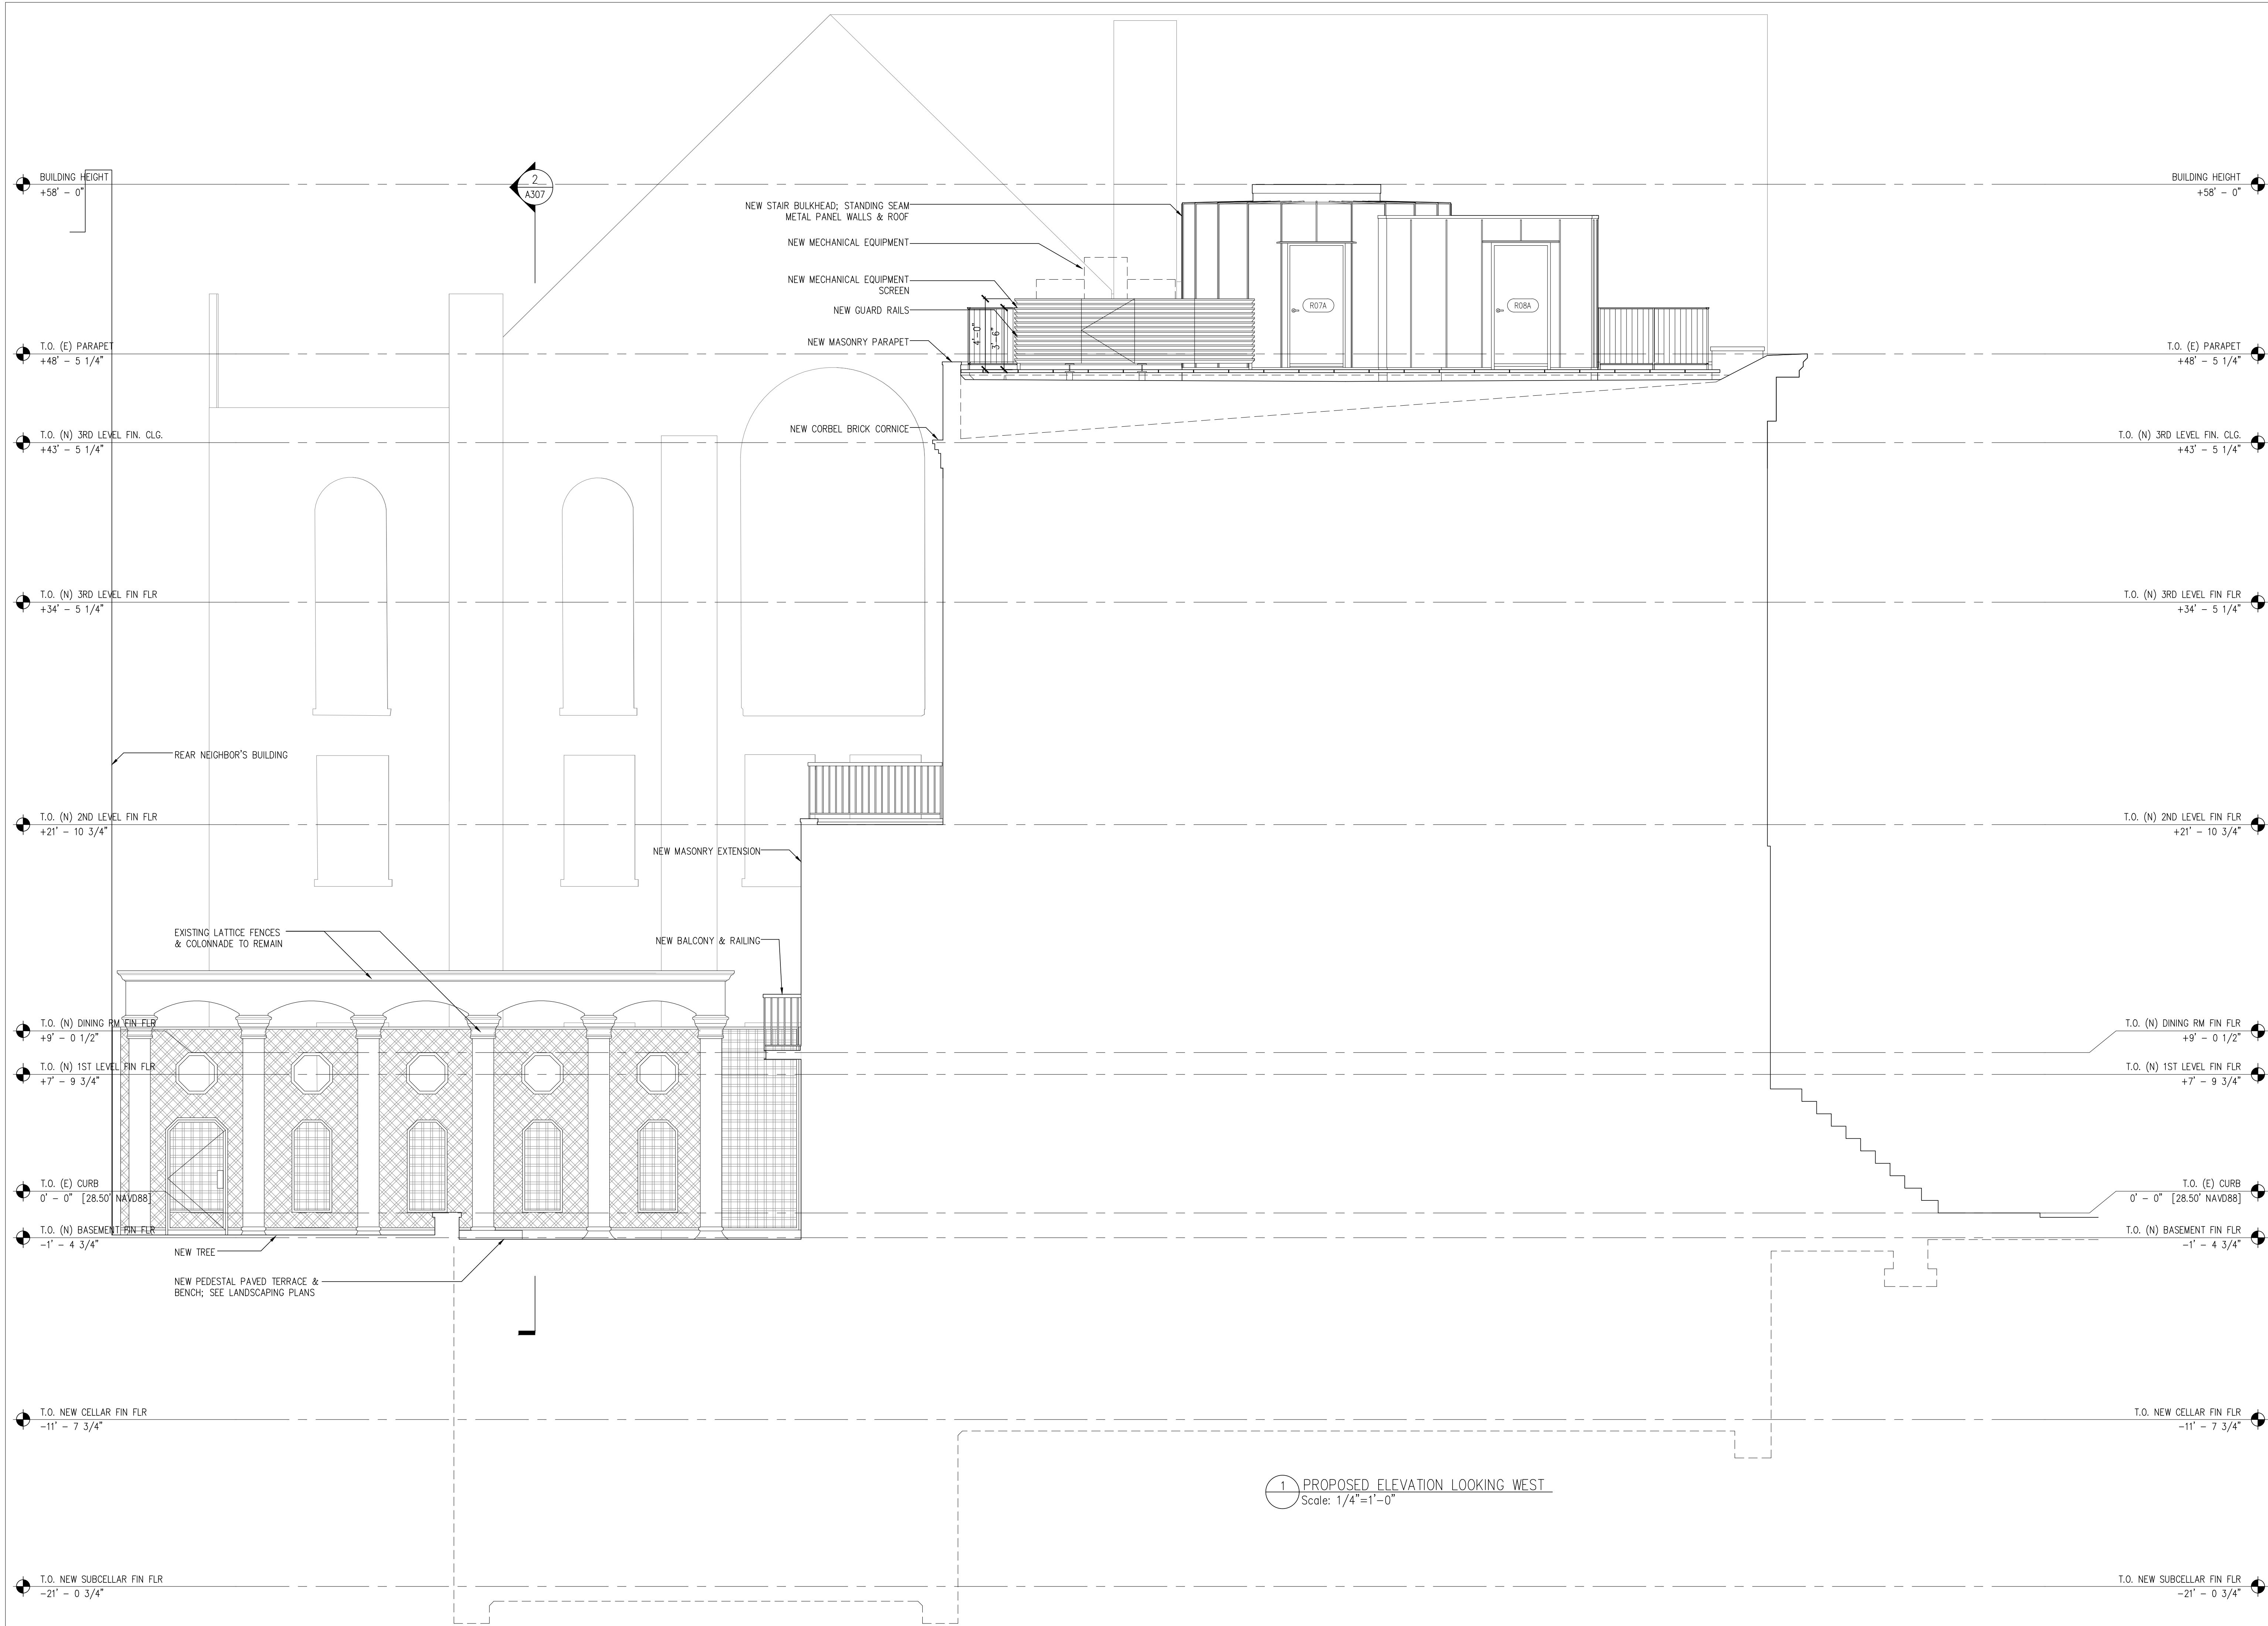 BUILDING HEIGHT
+58' - 0"
2
A307
BUILDING HEIGHT
+58' - 0"
NEW STAIR BULKHEAD; STANDING SEAM
METAL PANEL WALLS & ROOF
NEW MECHANICAL EQUIPMENT
NEW MECHANICAL EQUIPMENT
SCREEN
NEW GUARD RAILS
R07A
R08A
4'-0"
3'-6"
NEW MASONRY PARAPET
T.O. (E) PARAPET
+48' - 5 1/4"
T.O. (E) PARAPET
+48' - 5 1/4"
NEW CORBEL BRICK CORNICE
T.O. (N) 3RD LEVEL FIN. CLG.
+43' - 5 1/4"
T.O. (N) 3RD LEVEL FIN. CLG.
+43' - 5 1/4"
T.O. (N) 3RD LEVEL FIN FLR
+34' - 5 1/4"
T.O. (N) 3RD LEVEL FIN FLR
+34' - 5 1/4"
REAR NEIGHBOR'S BUILDING
T.O. (N) 2ND LEVEL FIN FLR
+21' - 10 3/4"
T.O. (N) 2ND LEVEL FIN FLR
+21' - 10 3/4"
NEW MASONRY EXTENSION
EXISTING LATTICE FENCES
& COLONNADE TO REMAIN
NEW BALCONY & RAILING
T.O. (N) DINING RM FIN FLR
+9' - 0 1/2"
T.O. (N) DINING RM FIN FLR
+9' - 0 1/2"
T.O. (N) 1ST LEVEL FIN FLR
+7' - 9 3/4"
T.O. (N) 1ST LEVEL FIN FLR
+7' - 9 3/4"
T.O. (E) CURB
0' - 0" [28.50' NAVD88]
T.O. (E) CURB
0' - 0" [28.50' NAVD88]
T.O. (N) BASEMENT FIN FLR
-1' - 4 3/4"
T.O. (N) BASEMENT FIN FLR
-1' - 4 3/4"
NEW TREE
NEW PEDESTAL PAVED TERRACE &
BENCH; SEE LANDSCAPING PLANS
T.O. NEW CELLAR FIN FLR
-11' - 7 3/4"
T.O. NEW CELLAR FIN FLR
-11' - 7 3/4"
1
PROPOSED ELEVATION LOOKING WEST
Scale: 1/4"=1'-0"
T.O. NEW SUBCELLAR FIN FLR
-21' - 0 3/4"
T.O. NEW SUBCELLAR FIN FLR
-21' - 0 3/4"